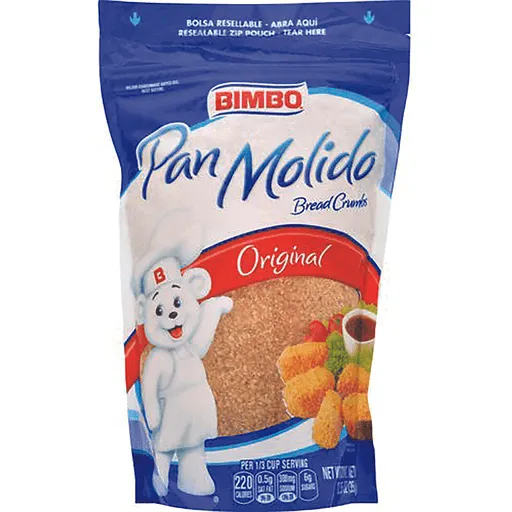 BOLSA RESELLABLE - ABRA AQUÍ
RESEALABLE ZIP POUCH - TEAR HERE
BIMBO
Pan Molido
Bread Crumbs
Original
B
PER 1/3 CUP SERVING
220 CALORIES
0.5g SAT FAT
6g SUGARS
SODIUM
NET WT